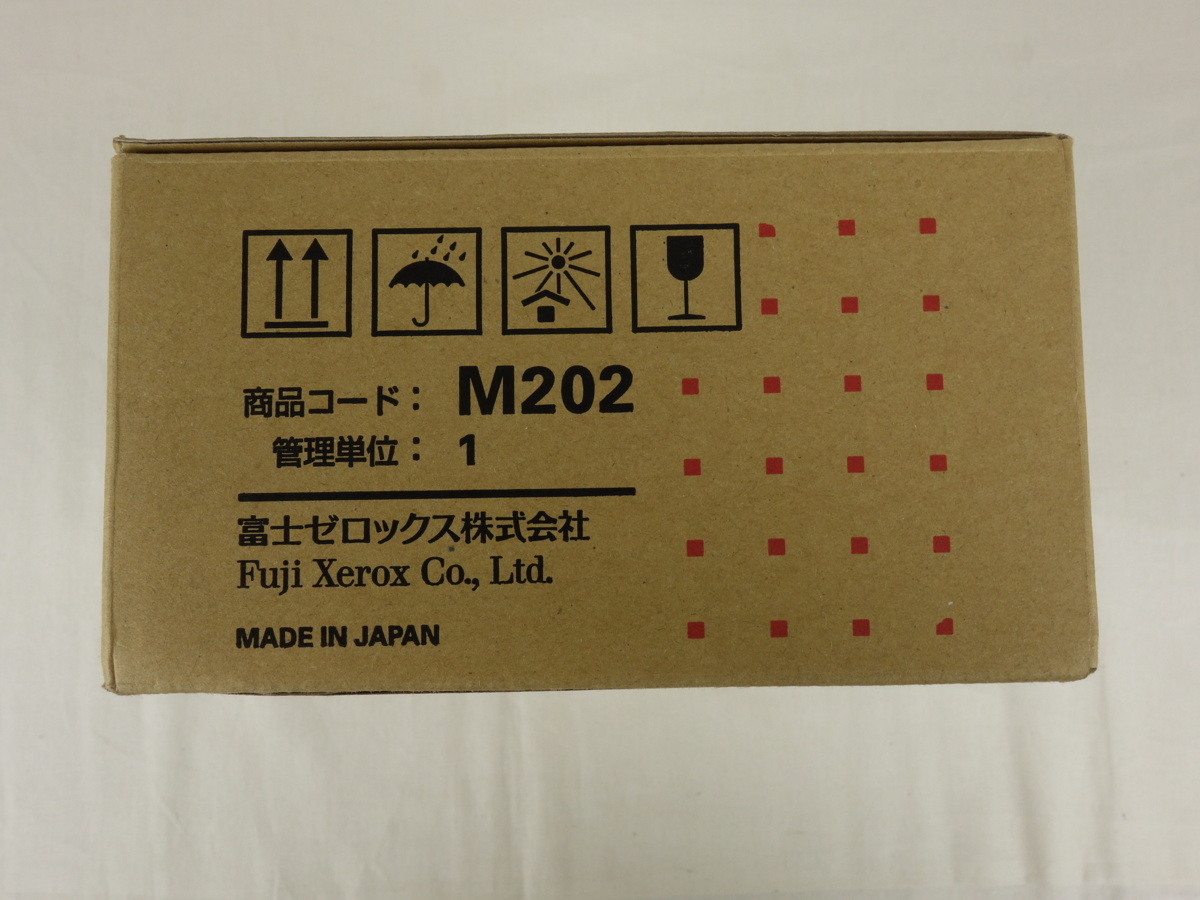 商品コード： M202
管理単位： 1
富士ゼロックス株式会社
Fuji Xerox Co., Ltd.
MADE IN JAPAN